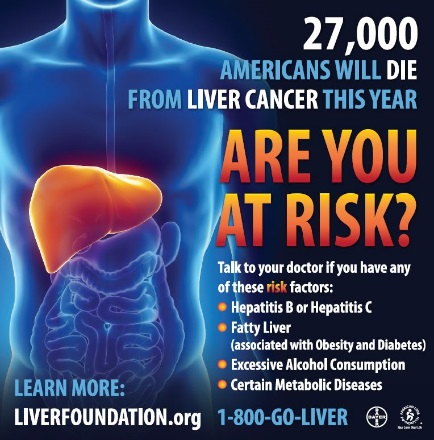 27,000
AMERICANS WILL DIE
FROM LIVER CANCER THIS YEAR
ARE YOU
AT RISK?
Talk to your doctor if you have any
of these risk factors:
Hepatitis B or Hepatitis C
Fatty Liver
(associated with Obesity and Diabetes)
Excessive Alcohol Consumption
Certain Metabolic Diseases
LEARN MORE:
LIVERFOUNDATION.org
1-800-GO-LIVER
BAYER